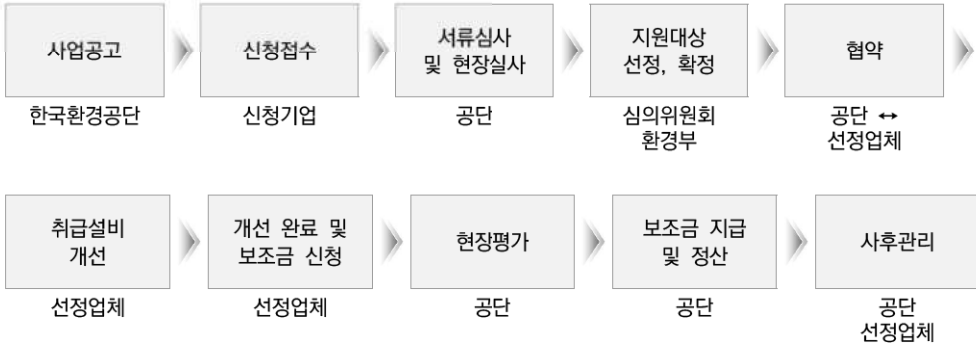 사업공고
신청접수
서류심사
및 현장실사
지원대상
선정, 확정
협약
한국환경공단
신청기업
공단
심의위원회
환경부
공단 ↔
선정업체
취급설비
개선
개선 완료 및
보조금 신청
현장평가
보조금 지급
및 정산
사후관리
선정업체
선정업체
공단
공단
공단
선정업체